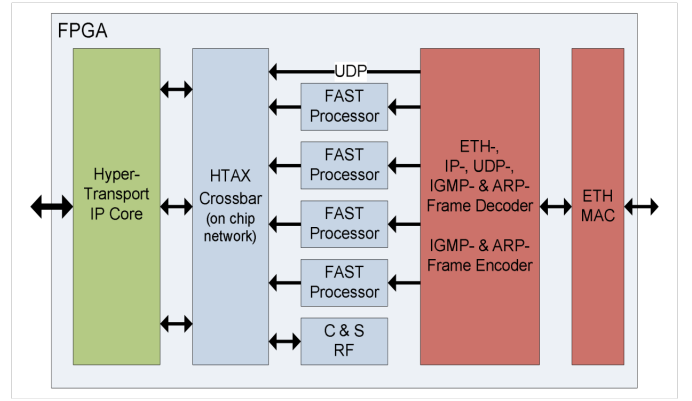 FPGA
Hyper-
Transport
IP Core
HTAX
Crossbar
(on chip
network)
UDP
FAST
Processor
FAST
Processor
FAST
Processor
FAST
Processor
C & S
RF
ETH-,
IP-, UDP-,
IGMP- & ARP-
Frame Decoder
IGMP- & ARP-
Frame Encoder
ETH
MAC